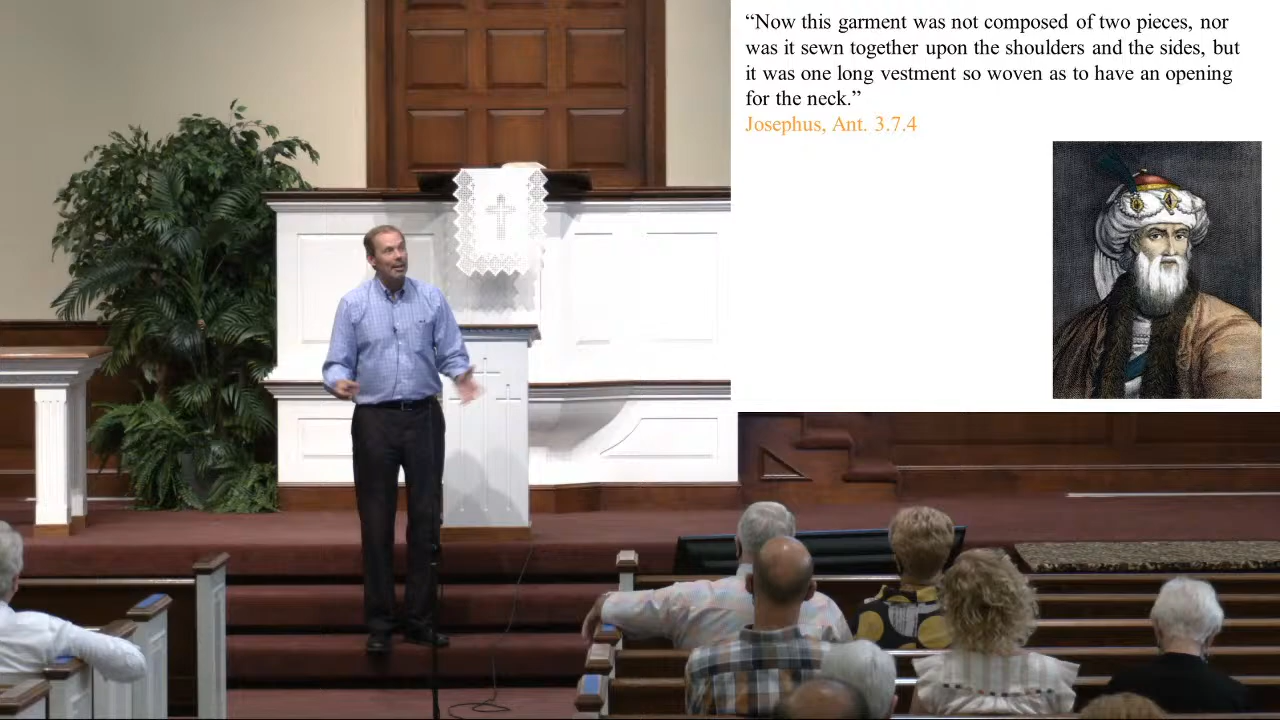 “Now this garment was not composed of two pieces, nor
was it sewn together upon the shoulders and the sides, but
it was one long vestment so woven as to have an opening
for the neck.”
Josephus, Ant. 3.7.4